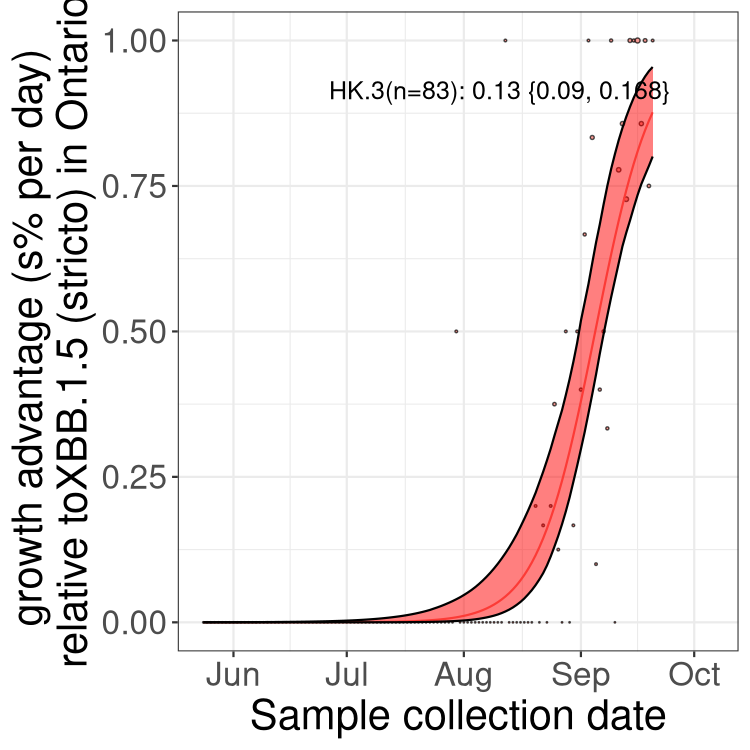 growth advantage (s% per day)
relative toXBB.1.5 (stricto) in Ontario
1.00
0.75
0.50
0.25
0.00
HK.3(n=83): 0.13 {0.09, 0.168}
Jun
Jul
Aug
Sep
Oct
Sample collection date